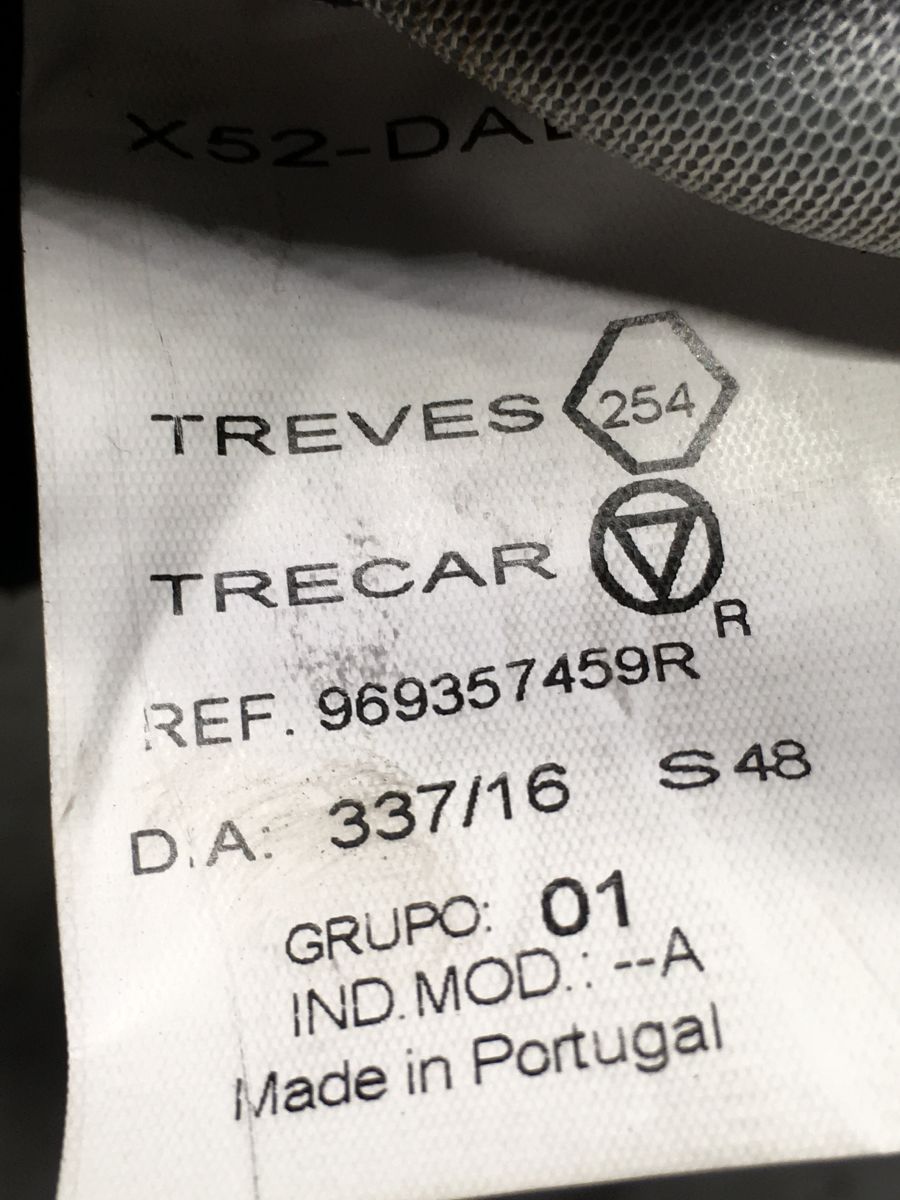 X52-DA
TREVES 254
TRECAR R
REF. 969357459R
D.A: 337/16 S 48
GRUPO: 01
IND.MOD.: --A
Made in Portugal